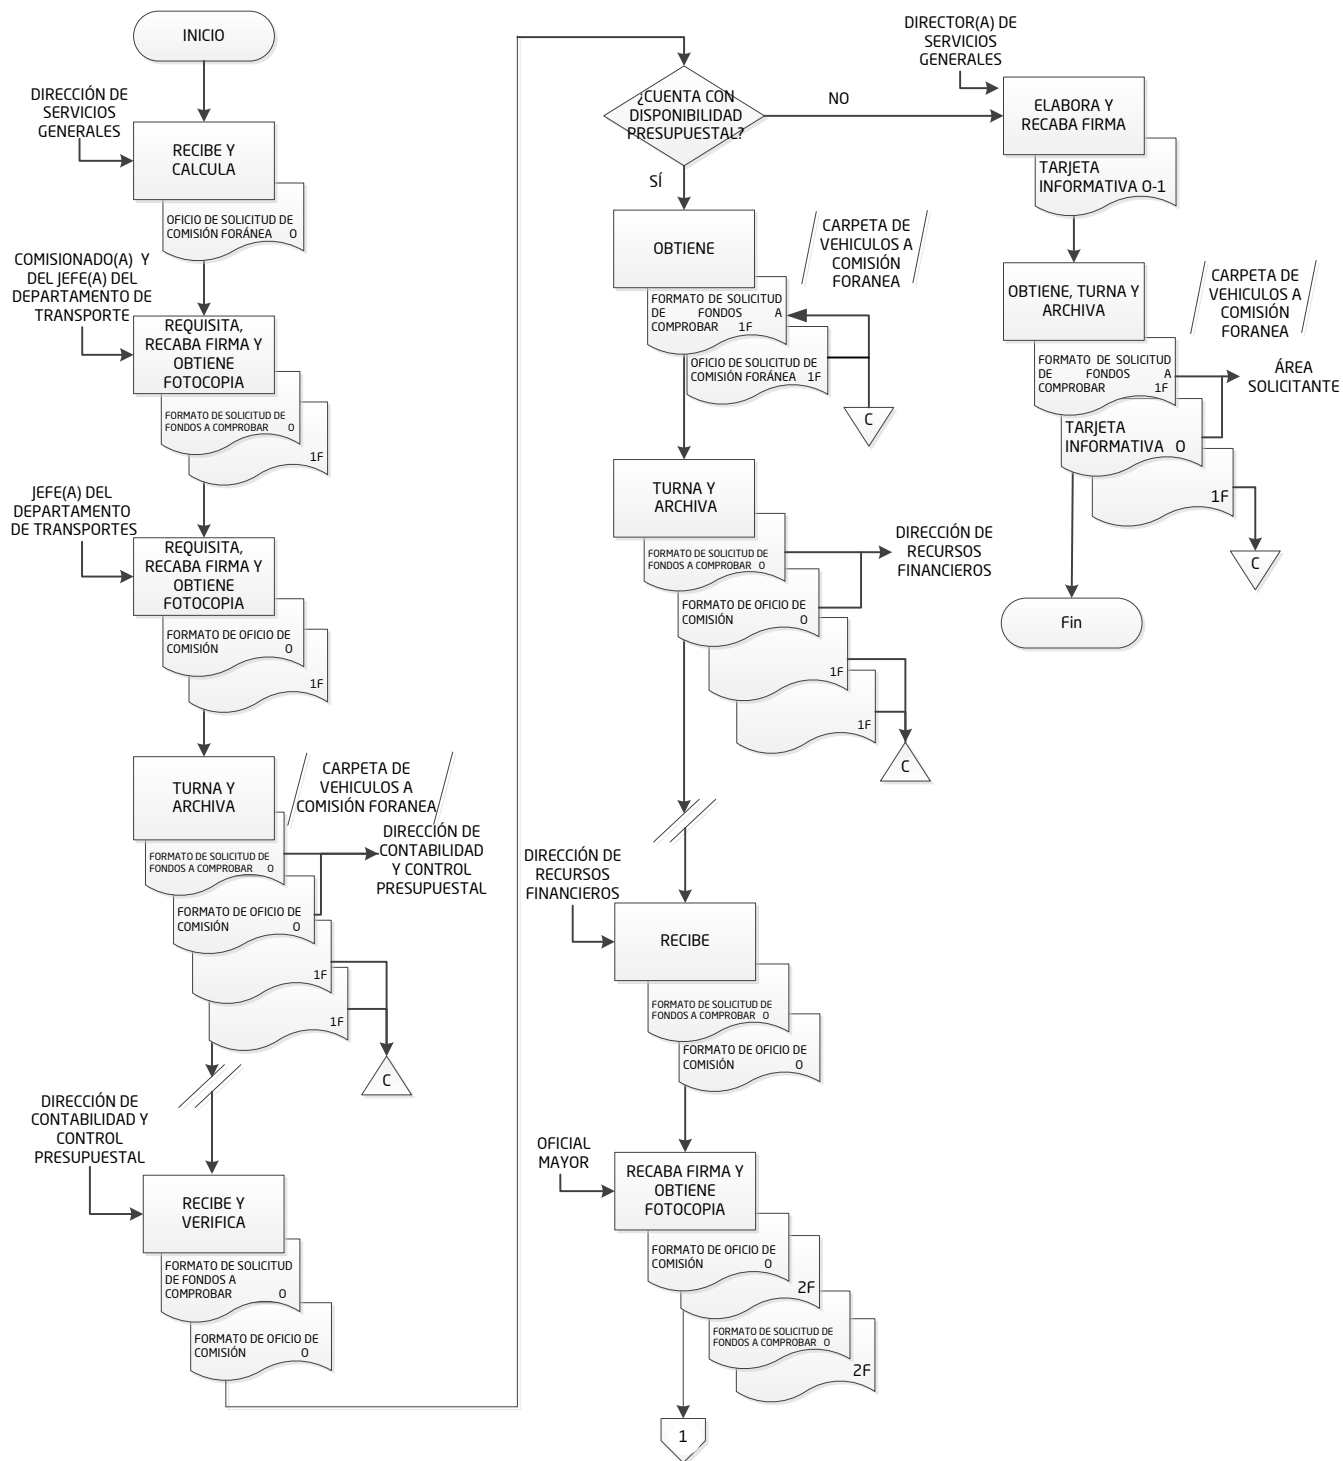 INICIO
DIRECCIÓN DE
SERVICIOS
GENERALES
RECIBE Y
CALCULA
OFICIO DE SOLICITUD DE
COMISIÓN FORÁNEA O
COMISIONADO(A) Y
DEL JEFE(A) DEL
DEPARTAMENTO DE
TRANSPORTE
REQUISITA,
RECABA FIRMA Y
OBTIENE
FOTOCOPIA
FORMATO DE SOLICITUD DE
FONDOS A COMPROBAR O
1F
JEFE(A) DEL
DEPARTAMENTO
DE TRANSPORTES
REQUISITA,
RECABA FIRMA Y
OBTIENE
FOTOCOPIA
FORMATO DE OFICIO DE
COMISIÓN O
1F
TURNA Y
ARCHIVA
CARPETA DE
VEHICULOS A
COMISIÓN FORANEA
FORMATO DE SOLICITUD DE
FONDOS A COMPROBAR O
DIRECCIÓN DE
CONTABILIDAD
Y CONTROL
PRESUPUESTAL
FORMATO DE OFICIO DE
COMISIÓN O
1F
1F
C
DIRECCIÓN DE
CONTABILIDAD Y
CONTROL
PRESUPUESTAL
RECIBE Y
VERIFICA
FORMATO DE SOLICITUD
DE FONDOS A
COMPROBAR O
FORMATO DE OFICIO DE
COMISIÓN O
¿CUENTA CON
DISPONIBILIDAD
PRESUPUESTAL?
NO
SÍ
OBTIENE
CARPETA DE
VEHICULOS A
COMISIÓN
FORANEA
FORMATO DE SOLICITUD
DE FONDOS A
COMPROBAR 1F
OFICIO DE SOLICITUD DE
COMISIÓN FORÁNEA 1F
C
TURNA Y
ARCHIVA
FORMATO DE SOLICITUD DE
FONDOS A COMPROBAR O
DIRECCIÓN DE
RECURSOS
FINANCIEROS
FORMATO DE OFICIO DE
COMISIÓN O
1F
1F
C
DIRECCIÓN DE
RECURSOS
FINANCIEROS
RECIBE
FORMATO DE SOLICITUD DE
FONDOS A COMPROBAR O
FORMATO DE OFICIO DE
COMISIÓN O
OFICIAL
MAYOR
RECABA FIRMA Y
OBTIENE
FOTOCOPIA
FORMATO DE OFICIO DE
COMISIÓN O
2F
FORMATO DE SOLICITUD DE
FONDOS A COMPROBAR O
2F
1
DIRECTOR(A) DE
SERVICIOS
GENERALES
ELABORA Y
RECABA FIRMA
TARJETA
INFORMATIVA O-1
OBTIENE, TURNA Y
ARCHIVA
CARPETA DE
VEHICULOS A
COMISIÓN
FORANEA
FORMATO DE SOLICITUD
DE FONDOS A
COMPROBAR 1F
ÁREA
SOLICITANTE
TARJETA
INFORMATIVA O
1F
C
Fin